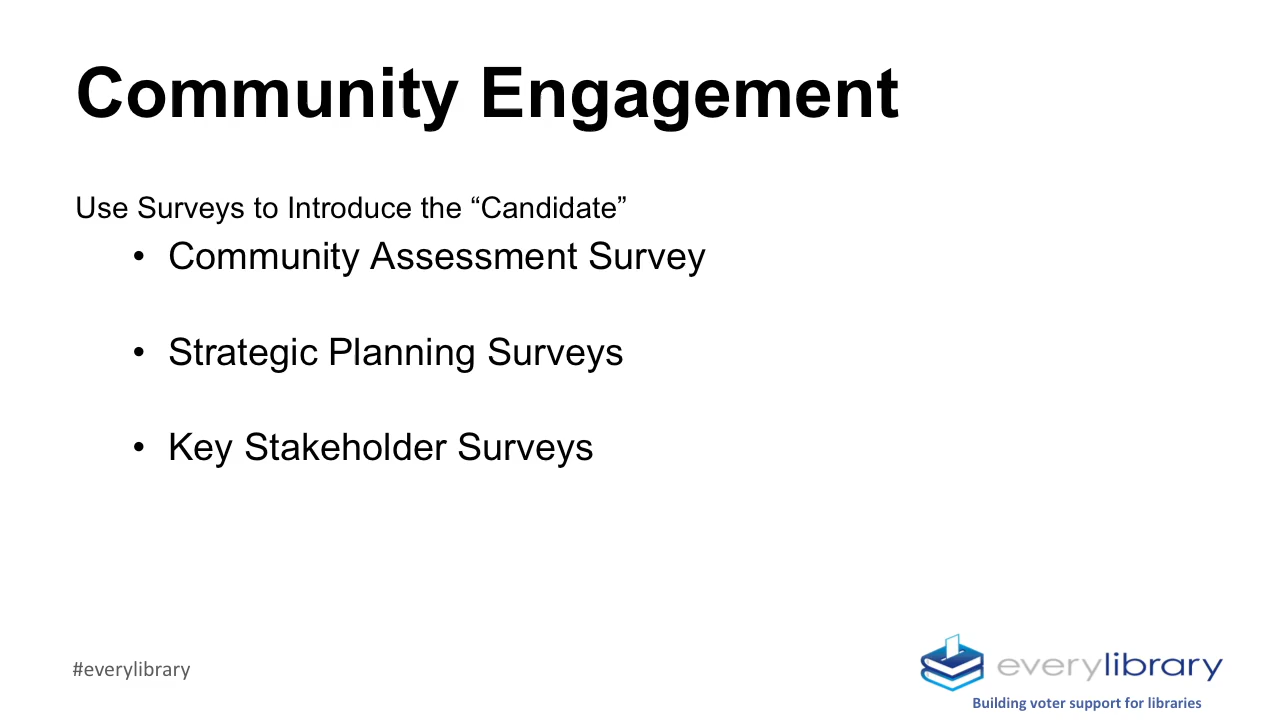 Community Engagement
Use Surveys to Introduce the “Candidate”
• Community Assessment Survey
• Strategic Planning Surveys
• Key Stakeholder Surveys
#everylibrary
everylibrary
Building voter support for libraries